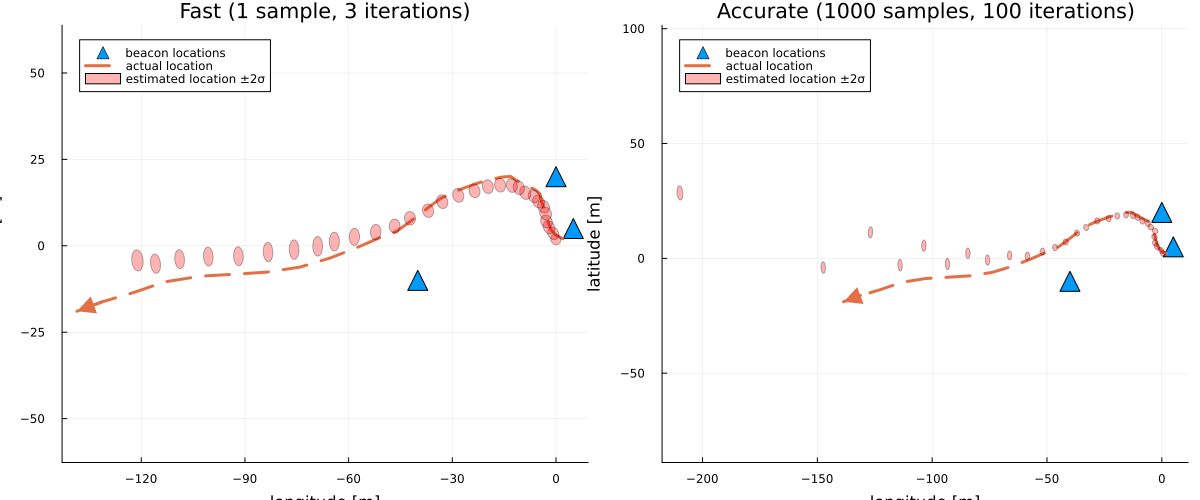 Fast (1 sample, 3 iterations)
beacon locations
actual location
estimated location ±2σ
50
25
0
−25
−50
−120
−90
−60
−30
0
longitude [m]
Accurate (1000 samples, 100 iterations)
beacon locations
actual location
estimated location ±2σ
latitude [m]
100
50
0
−50
−200
−150
−100
−50
0
longitude [m]